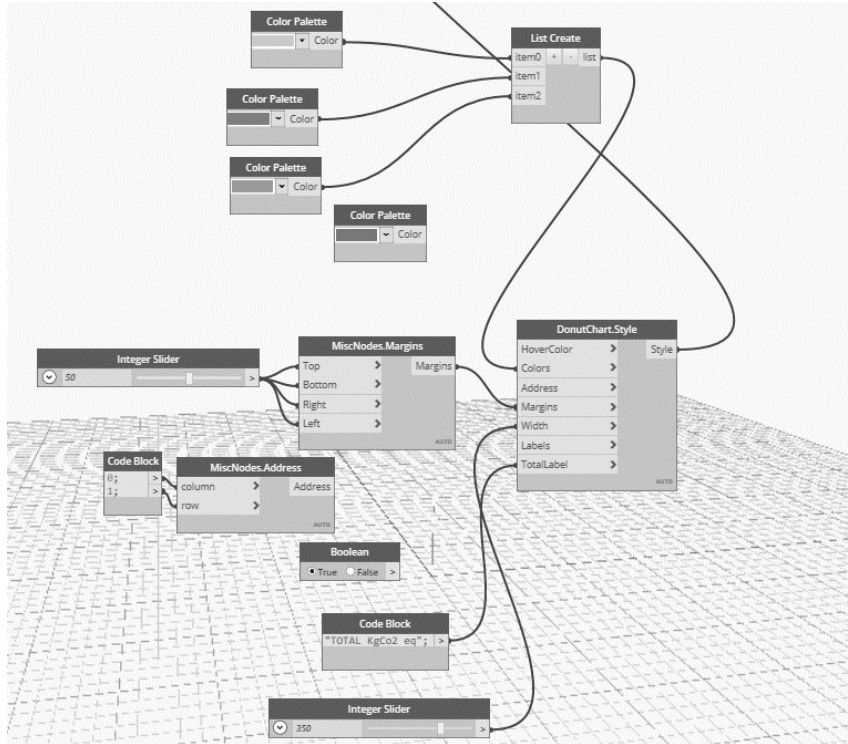 Color Palette
Color
List Create
item0 + - list
item1
item2
Color Palette
Color
Color Palette
Color
Color Palette
Color
DonutChart.Style
HoverColor > Style
Colors >
Address >
Margins >
Width >
Labels >
TotalLabel >
AUTO
MiscNodes.Margins
Top > Margins
Bottom >
Right >
Left >
AUTO
Integer Slider
50 >
Code Block
0; >
1; >
MiscNodes.Address
column > Address
row >
AUTO
Boolean
True False >
Code Block
"TOTAL KgCo2 eq"; >
Integer Slider
350 >